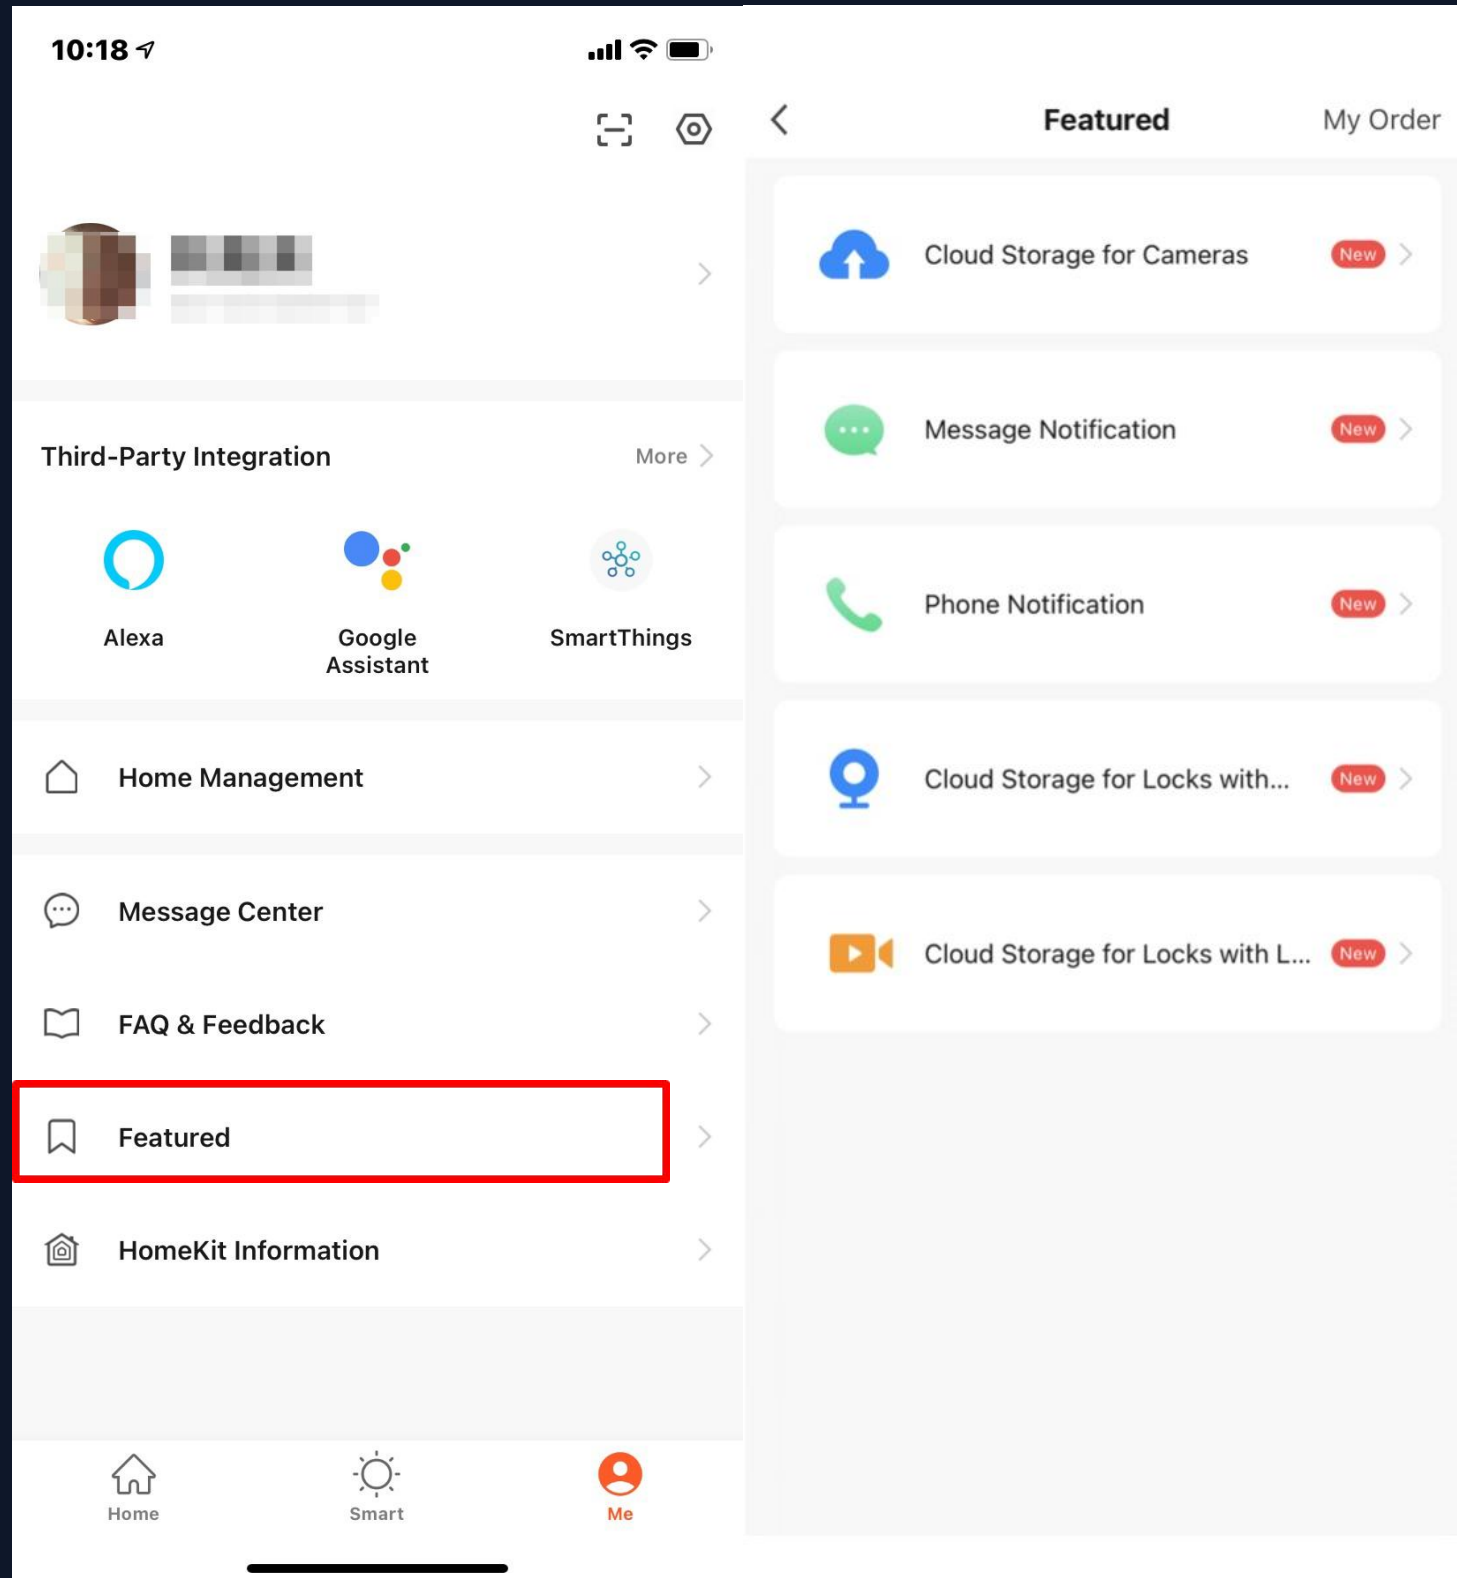 10:18
Third-Party Integration
More
Alexa
Google
Assistant
SmartThings
Home Management
Message Center
FAQ & Feedback
Featured
HomeKit Information
Home
Smart
Me
Featured
My Order
Cloud Storage for Cameras
New
Message Notification
New
Phone Notification
New
Cloud Storage for Locks with...
New
Cloud Storage for Locks with L...
New